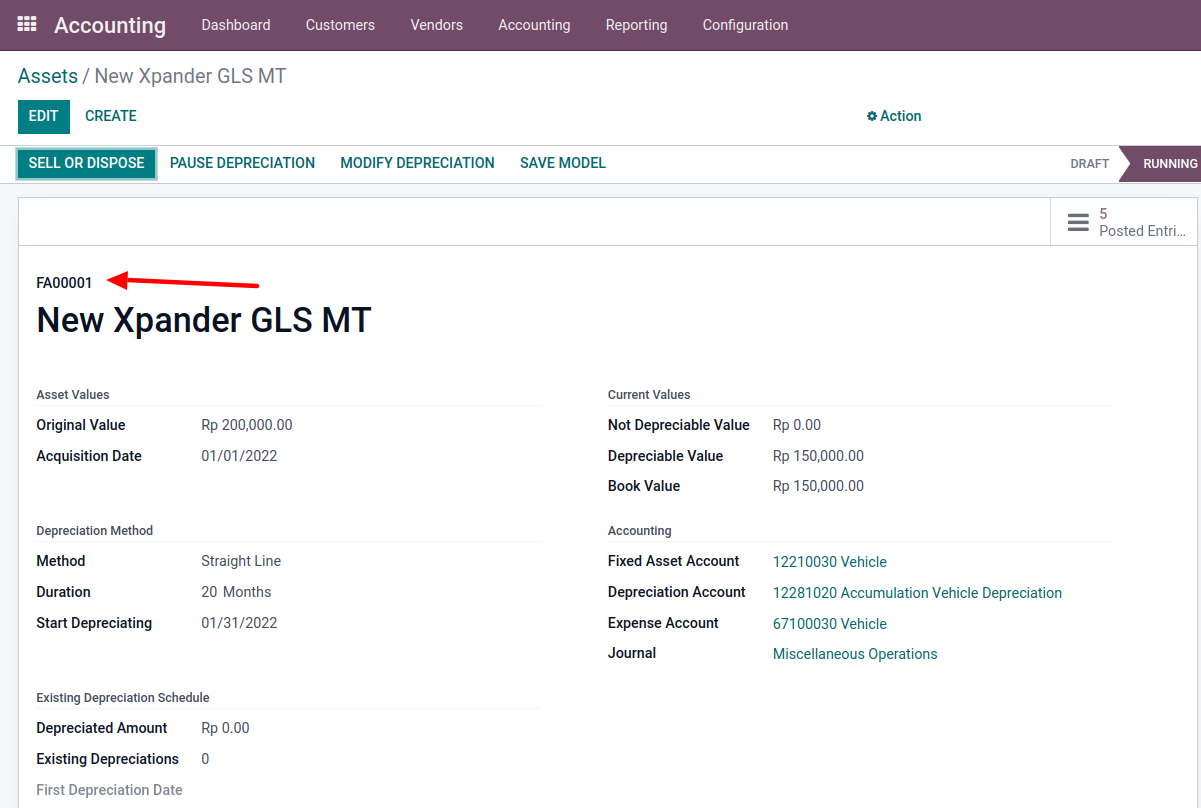 Accounting Dashboard Customers Vendors Accounting Reporting Configuration
Assets / New Xpander GLS MT
EDIT CREATE Action
SELL OR DISPOSE PAUSE DEPRECIATION MODIFY DEPRECIATION SAVE MODEL DRAFT RUNNING
5
Posted Entri...
FA00001
New Xpander GLS MT
Asset Values
Original Value Rp 200,000.00
Acquisition Date 01/01/2022
Current Values
Not Depreciable Value Rp 0.00
Depreciable Value Rp 150,000.00
Book Value Rp 150,000.00
Depreciation Method
Method Straight Line
Duration 20 Months
Start Depreciating 01/31/2022
Accounting
Fixed Asset Account 12210030 Vehicle
Depreciation Account 12281020 Accumulation Vehicle Depreciation
Expense Account 67100030 Vehicle
Journal Miscellaneous Operations
Existing Depreciation Schedule
Depreciated Amount Rp 0.00
Existing Depreciations 0
First Depreciation Date